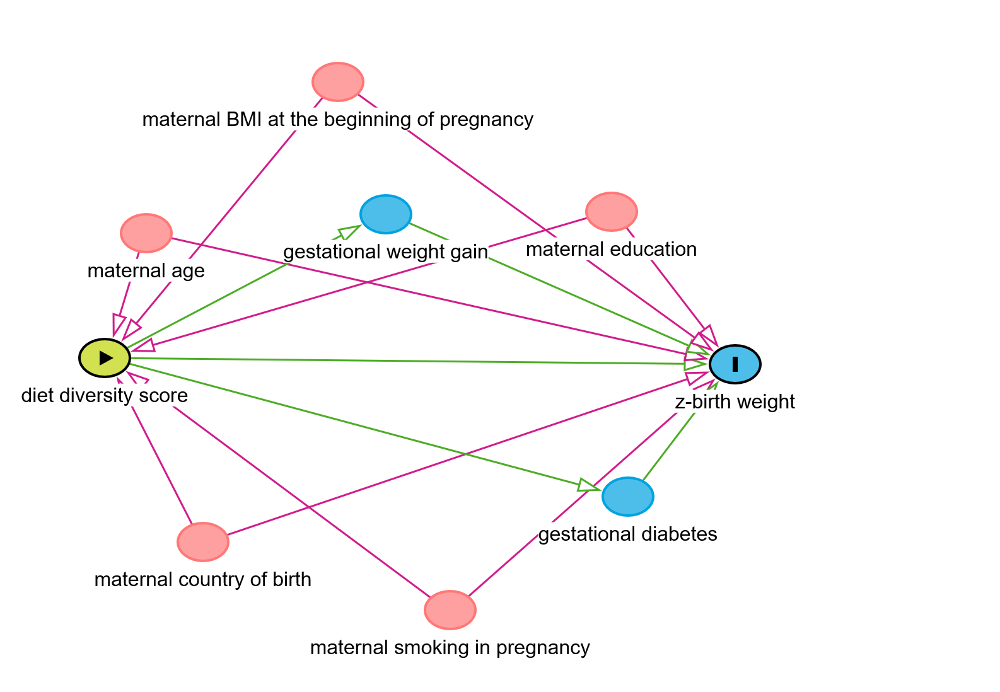 maternal BMI at the beginning of pregnancy
gestational weight gain
maternal education
maternal age
diet diversity score
z-birth weight
gestational diabetes
maternal country of birth
maternal smoking in pregnancy